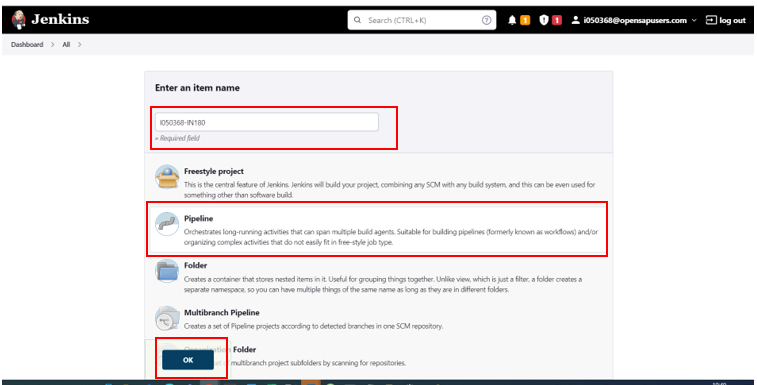 Jenkins
Search (CTRL+K)
1
1
i050368@opensapusers.com
log out
Dashboard > All >
Enter an item name
I050368-IN180
» Required field
Freestyle project
This is the central feature of Jenkins. Jenkins will build your project, combining any SCM with any build system, and this can be even used for
something other than software build.
Pipeline
Orchestrates long-running activities that can span multiple build agents. Suitable for building pipelines (formerly known as workflows) and/or
organizing complex activities that do not easily fit in free-style job type.
Folder
Creates a container that stores nested items in it. Useful for grouping things together. Unlike view, which is just a filter, a folder creates a
separate namespace, so you can have multiple things of the same name as long as they are in different folders.
Multibranch Pipeline
Creates a set of Pipeline projects according to detected branches in one SCM repository.
Organization Folder
multibranch project subfolders by scanning for repositories.
OK